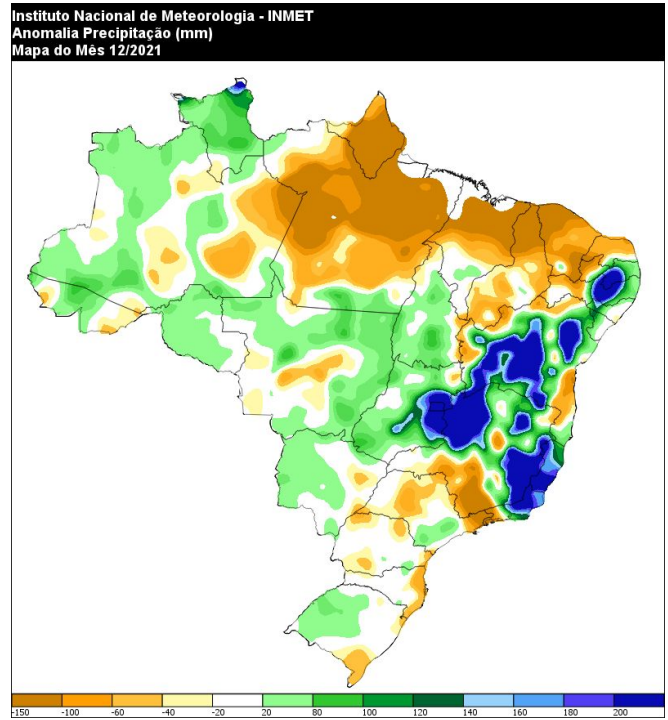 Instituto Nacional de Meteorologia - INMET
Anomalia Precipitação (mm)
Mapa do Mês 12/2021
-150 -100 -60 -40 -20 20 80 100 120 140 160 180 200